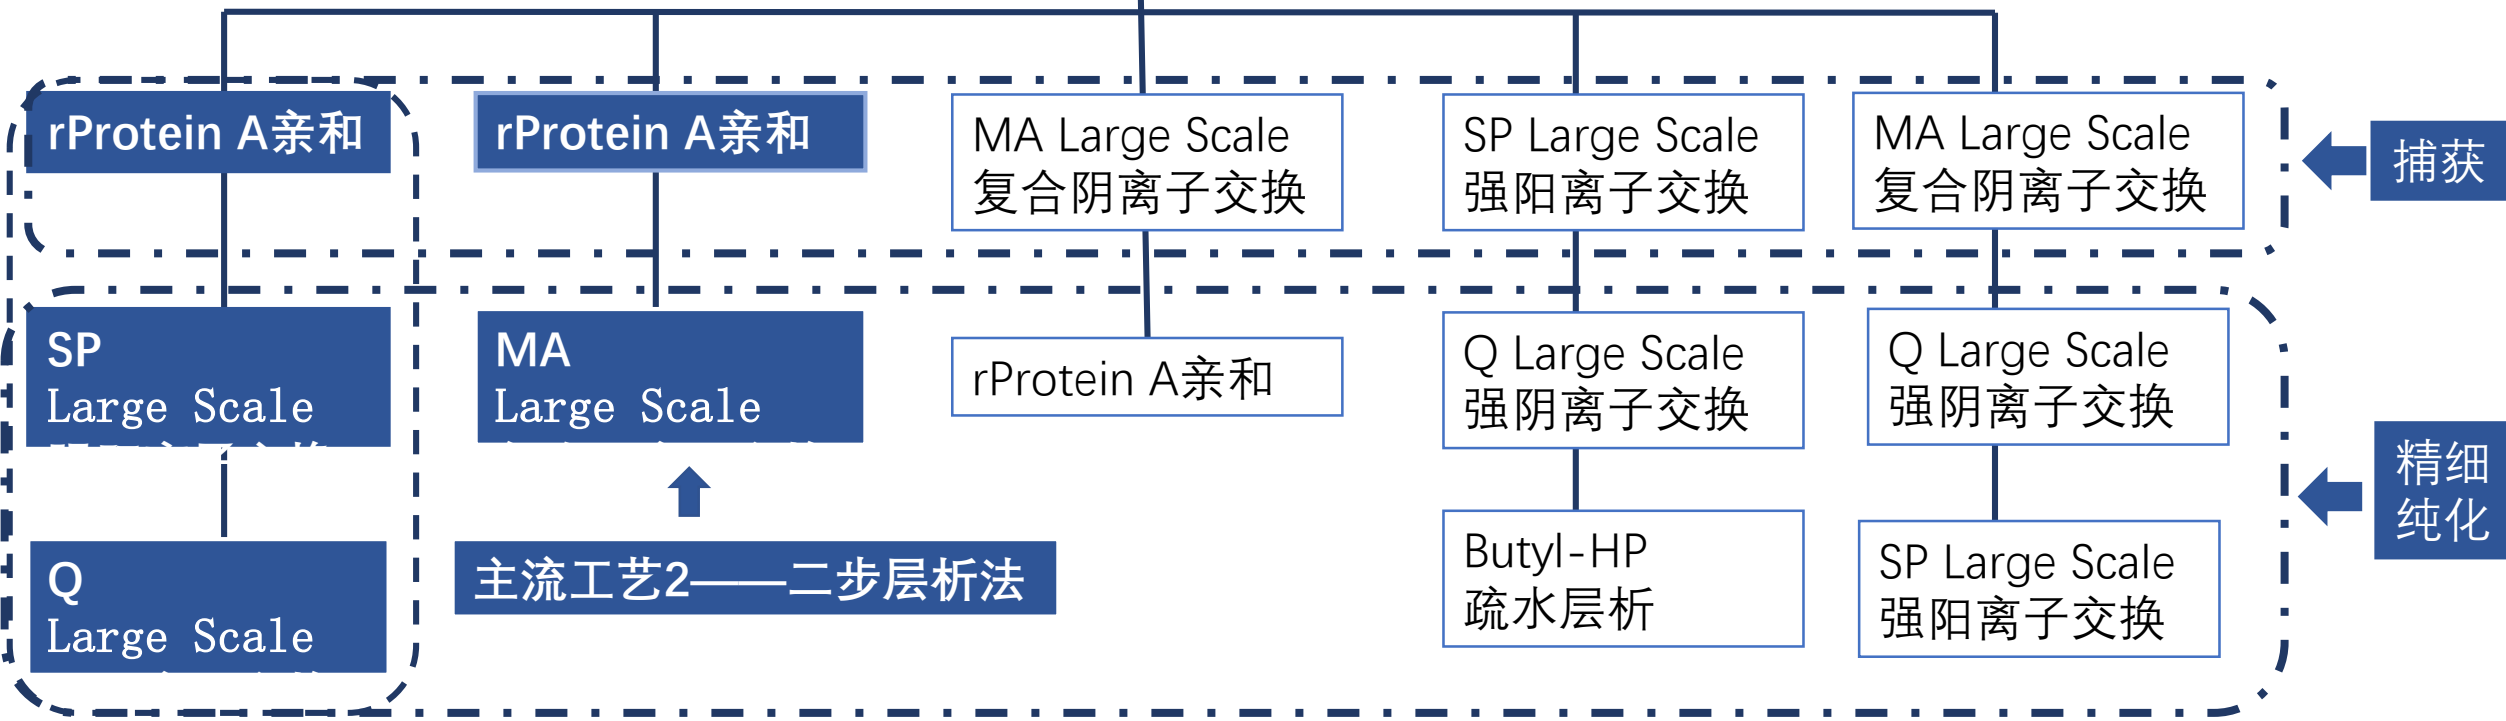 rProtein A亲和
rProtein A亲和
MA Large Scale
复合阴离子交换
SP Large Scale
强阳离子交换
MA Large Scale
复合阴离子交换
捕获
SP
Large Scale
MA
Large Scale
rProtein A亲和
Q Large Scale
强阴离子交换
Q Large Scale
强阴离子交换
精细
纯化
Q
Large Scale
主流工艺2——二步层析法
Butyl-HP
疏水层析
SP Large Scale
强阳离子交换